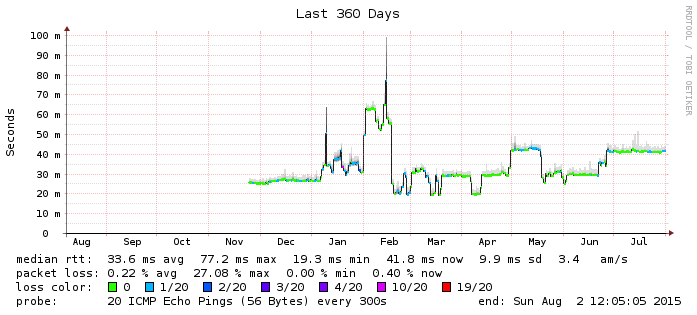 Last 360 Days
RRDTOOL / TOBI OETIKER
Seconds
100 m
90 m
80 m
70 m
60 m
50 m
40 m
30 m
20 m
10 m
0
Aug Sep Oct Nov Dec Jan Feb Mar Apr May Jun Jul
median rtt: 33.6 ms avg 77.2 ms max 19.3 ms min 41.8 ms now 9.9 ms sd 3.4 am/s
packet loss: 0.22 % avg 27.08 % max 0.00 % min 0.40 % now
loss color: 0 1/20 2/20 3/20 4/20 10/20 19/20
probe: 20 ICMP Echo Pings (56 Bytes) every 300s end: Sun Aug 2 12:05:05 2015